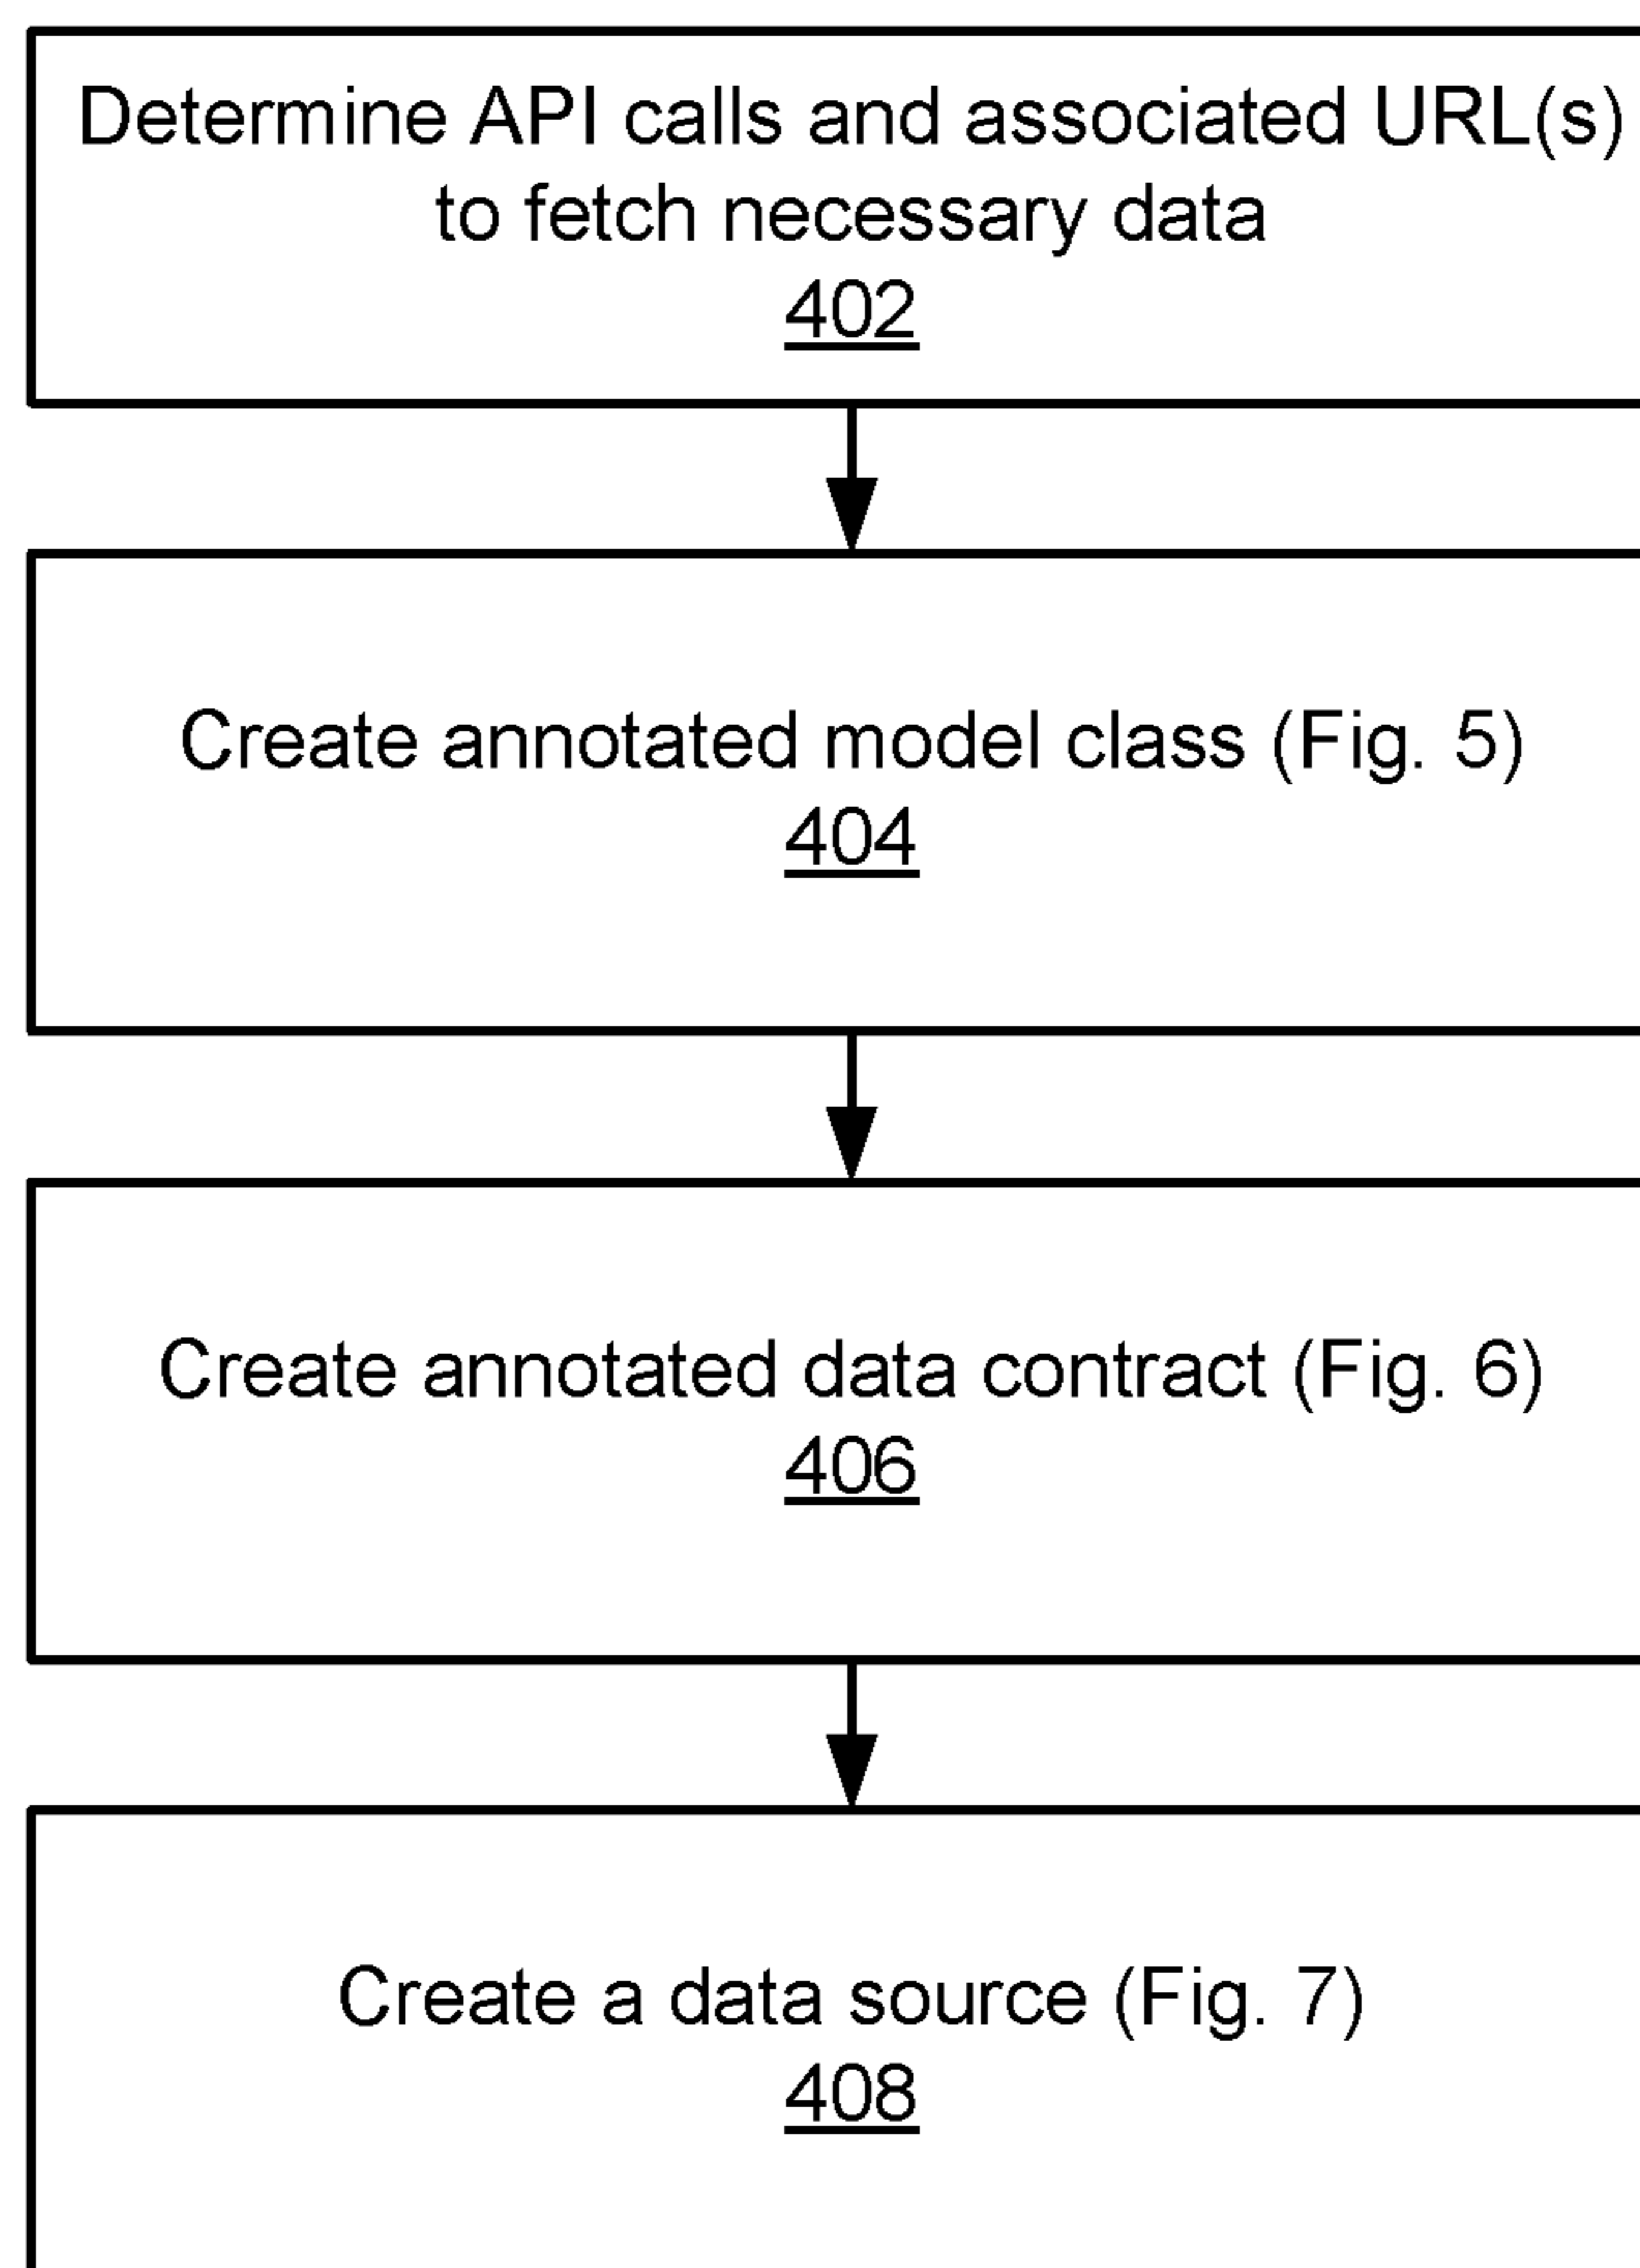 Determine API calls and associated URL(s)
to fetch necessary data
402
Create annotated model class (Fig. 5)
404
Create annotated data contract (Fig. 6)
406
Create a data source (Fig. 7)
408